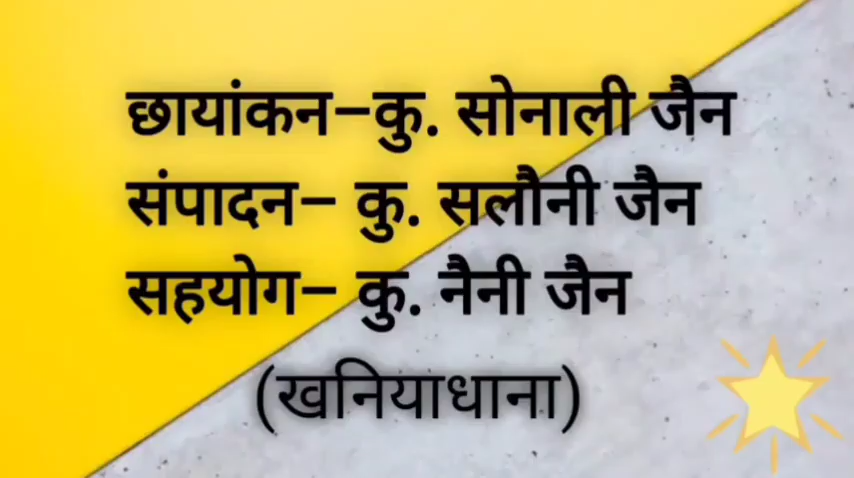 छायांकन–कु. सोनाली जैन
संपादन– कु. सलौनी जैन
सहयोग– कु. नैनी जैन
(खनियाधाना)